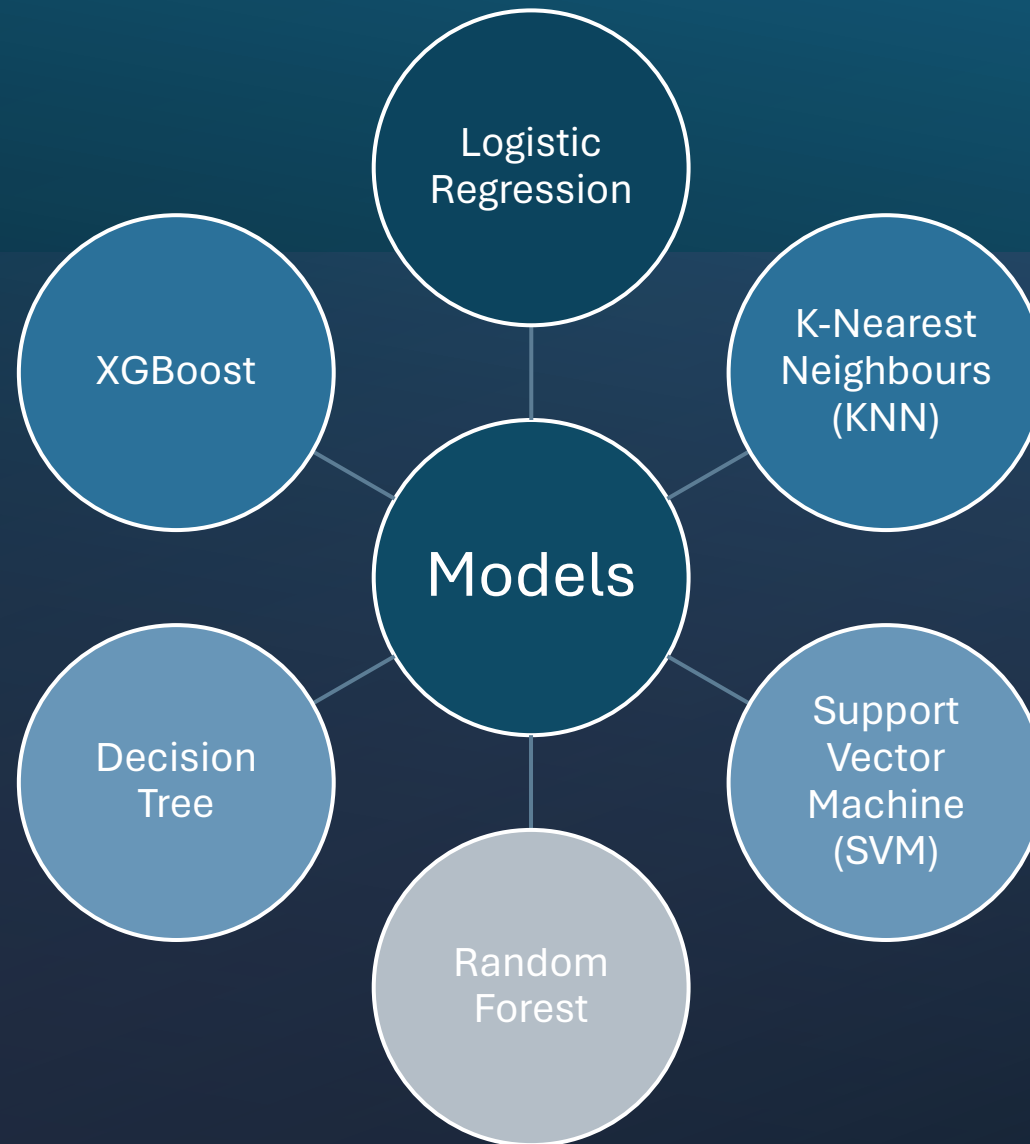 Logistic
Regression
K-Nearest
Neighbours
(KNN)
Support
Vector
Machine
(SVM)
Random
Forest
Decision
Tree
XGBoost
Models